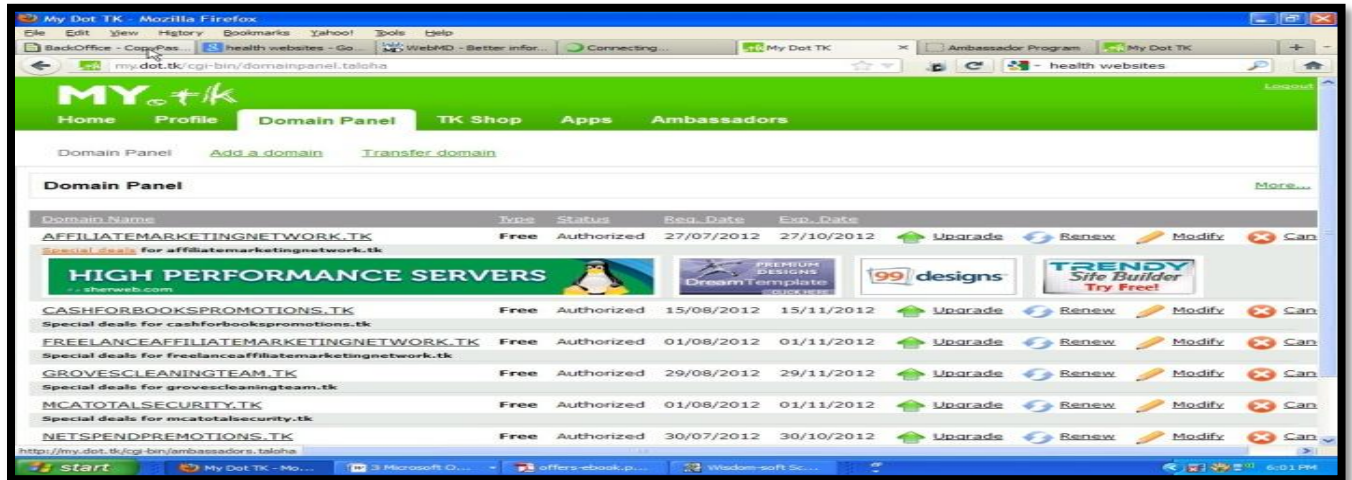 My Dot TK - Mozilla Firefox
File Edit View History Bookmarks Yahoo! Tools Help
BackOffice - CopyPas... health websites - Go... WebMD - Better infor... Connecting... My Dot TK Ambassador Program My Dot TK
my.dot.tk/cgi-bin/domainpanel.taloha health websites
MY.tk Logout
Home Profile Domain Panel TK Shop Apps Ambassadors
Domain Panel Add a domain Transfer domain
Domain Panel More...
Domain Name Type Status Reg. Date Exp. Date
AFFILIATEMARKETINGNETWORK.TK Free Authorized 27/07/2012 27/10/2012 Upgrade Renew Modify Can
Special deals for affiliatemarketingnetwork.tk
HIGH PERFORMANCE SERVERS
sherweb.com
PREMIUM DESIGNS
DreamTemplate
CLICK HERE
99 designs
TRENDY
Site Builder
Try Free!
CASHFORBOOKSPROMOTIONS.TK Free Authorized 15/08/2012 15/11/2012 Upgrade Renew Modify Can
Special deals for cashforbookspromotions.tk
FREELANCEAFFILIATEMARKETINGNETWORK.TK Free Authorized 01/08/2012 01/11/2012 Upgrade Renew Modify Can
Special deals for freelanceaffiliatemarketingnetwork.tk
GROVESCLEANINGTEAM.TK Free Authorized 29/08/2012 29/11/2012 Upgrade Renew Modify Can
Special deals for grovescleaningteam.tk
MCATOTALSECURITY.TK Free Authorized 01/08/2012 01/11/2012 Upgrade Renew Modify Can
Special deals for mcatotalsecurity.tk
NETSPENDPREMOTIONS.TK Free Authorized 30/07/2012 30/10/2012 Upgrade Renew Modify Can
http://my.dot.tk/cgi-bin/ambassadors.taloha
start My Dot TK - Mo... 3 Microsoft O... offers-ebook.p... Wisdom-soft Sc... 6:01 PM